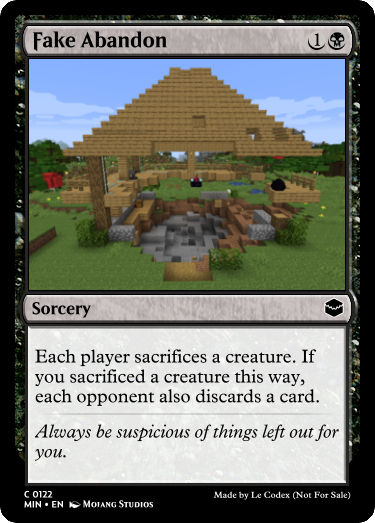 Fake Abandon 1
Sorcery
Each player sacrifices a creature. If
you sacrificed a creature this way,
each opponent also discards a card.
Always be suspicious of things left out for
you.
C 0122
MIN • EN Mojang Studios
Made by Le Codex (Not For Sale)